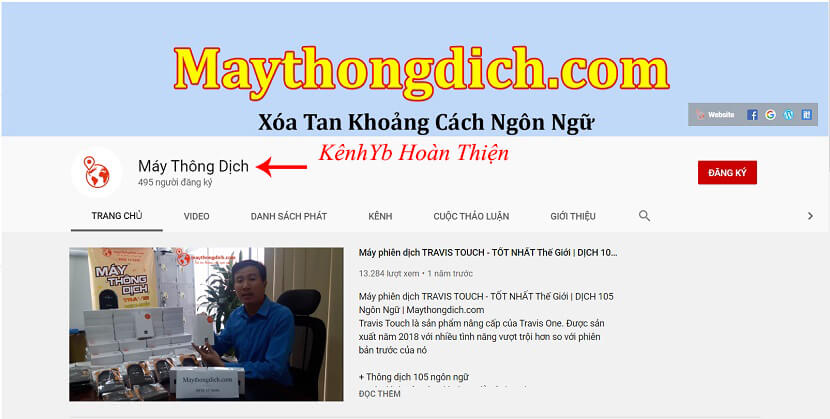 Maythongdich.com
Xóa Tan Khoảng Cách Ngôn Ngữ
Website
KênhYb Hoàn Thiện
Máy Thông Dịch
495 người đăng ký
ĐĂNG KÝ
TRANG CHỦ VIDEO DANH SÁCH PHÁT KÊNH CUỘC THẢO LUẬN GIỚI THIỆU
maythongdich.com
MÁY
THÔNG
DỊCH
TRAVIS
Maythongdich.com
Máy phiên dịch TRAVIS TOUCH - TỐT NHẤT Thế Giới | DỊCH 10...
13.284 lượt xem • 1 năm trước
Máy phiên dịch TRAVIS TOUCH - TỐT NHẤT Thế Giới | DỊCH 105
Ngôn Ngữ | Maythongdich.com
Travis Touch là sản phẩm nâng cấp của Travis One. Được sản
xuất năm 2018 với nhiều tính năng vượt trội hơn so với phiên
bản trước của nó
+ Thông dịch 105 ngôn ngữ
ĐỌC THÊM